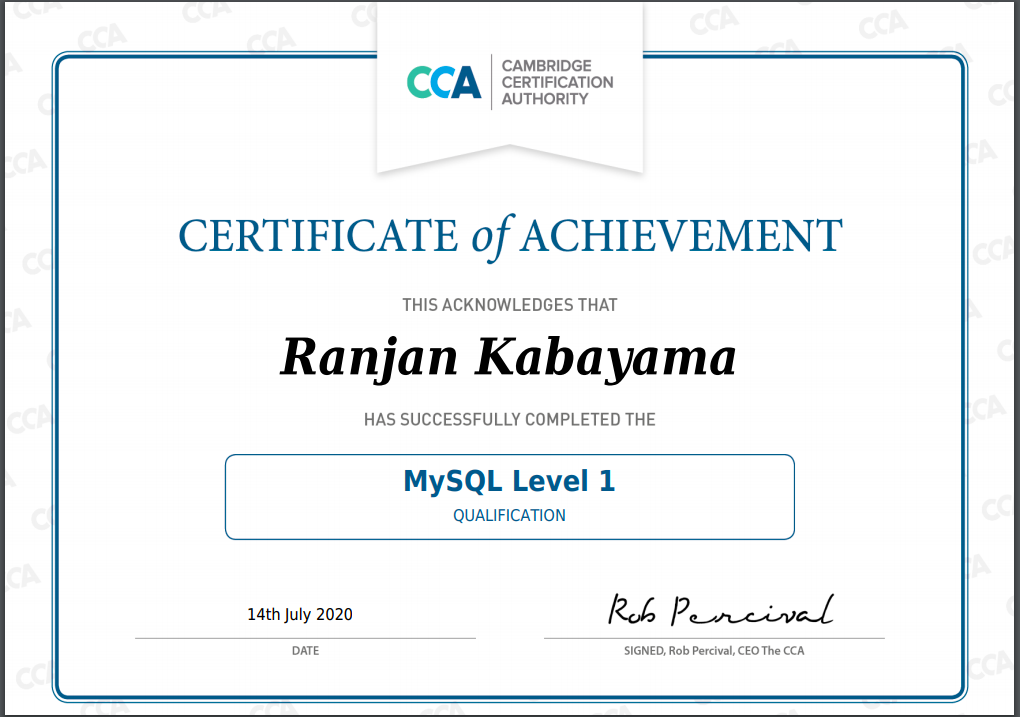 CCA
CAMBRIDGE
CERTIFICATION
AUTHORITY
CERTIFICATE of ACHIEVEMENT
THIS ACKNOWLEDGES THAT
Ranjan Kabayama
HAS SUCCESSFULLY COMPLETED THE
MySQL Level 1
QUALIFICATION
14th July 2020
Rob Percival
DATE
SIGNED, Rob Percival, CEO The CCA